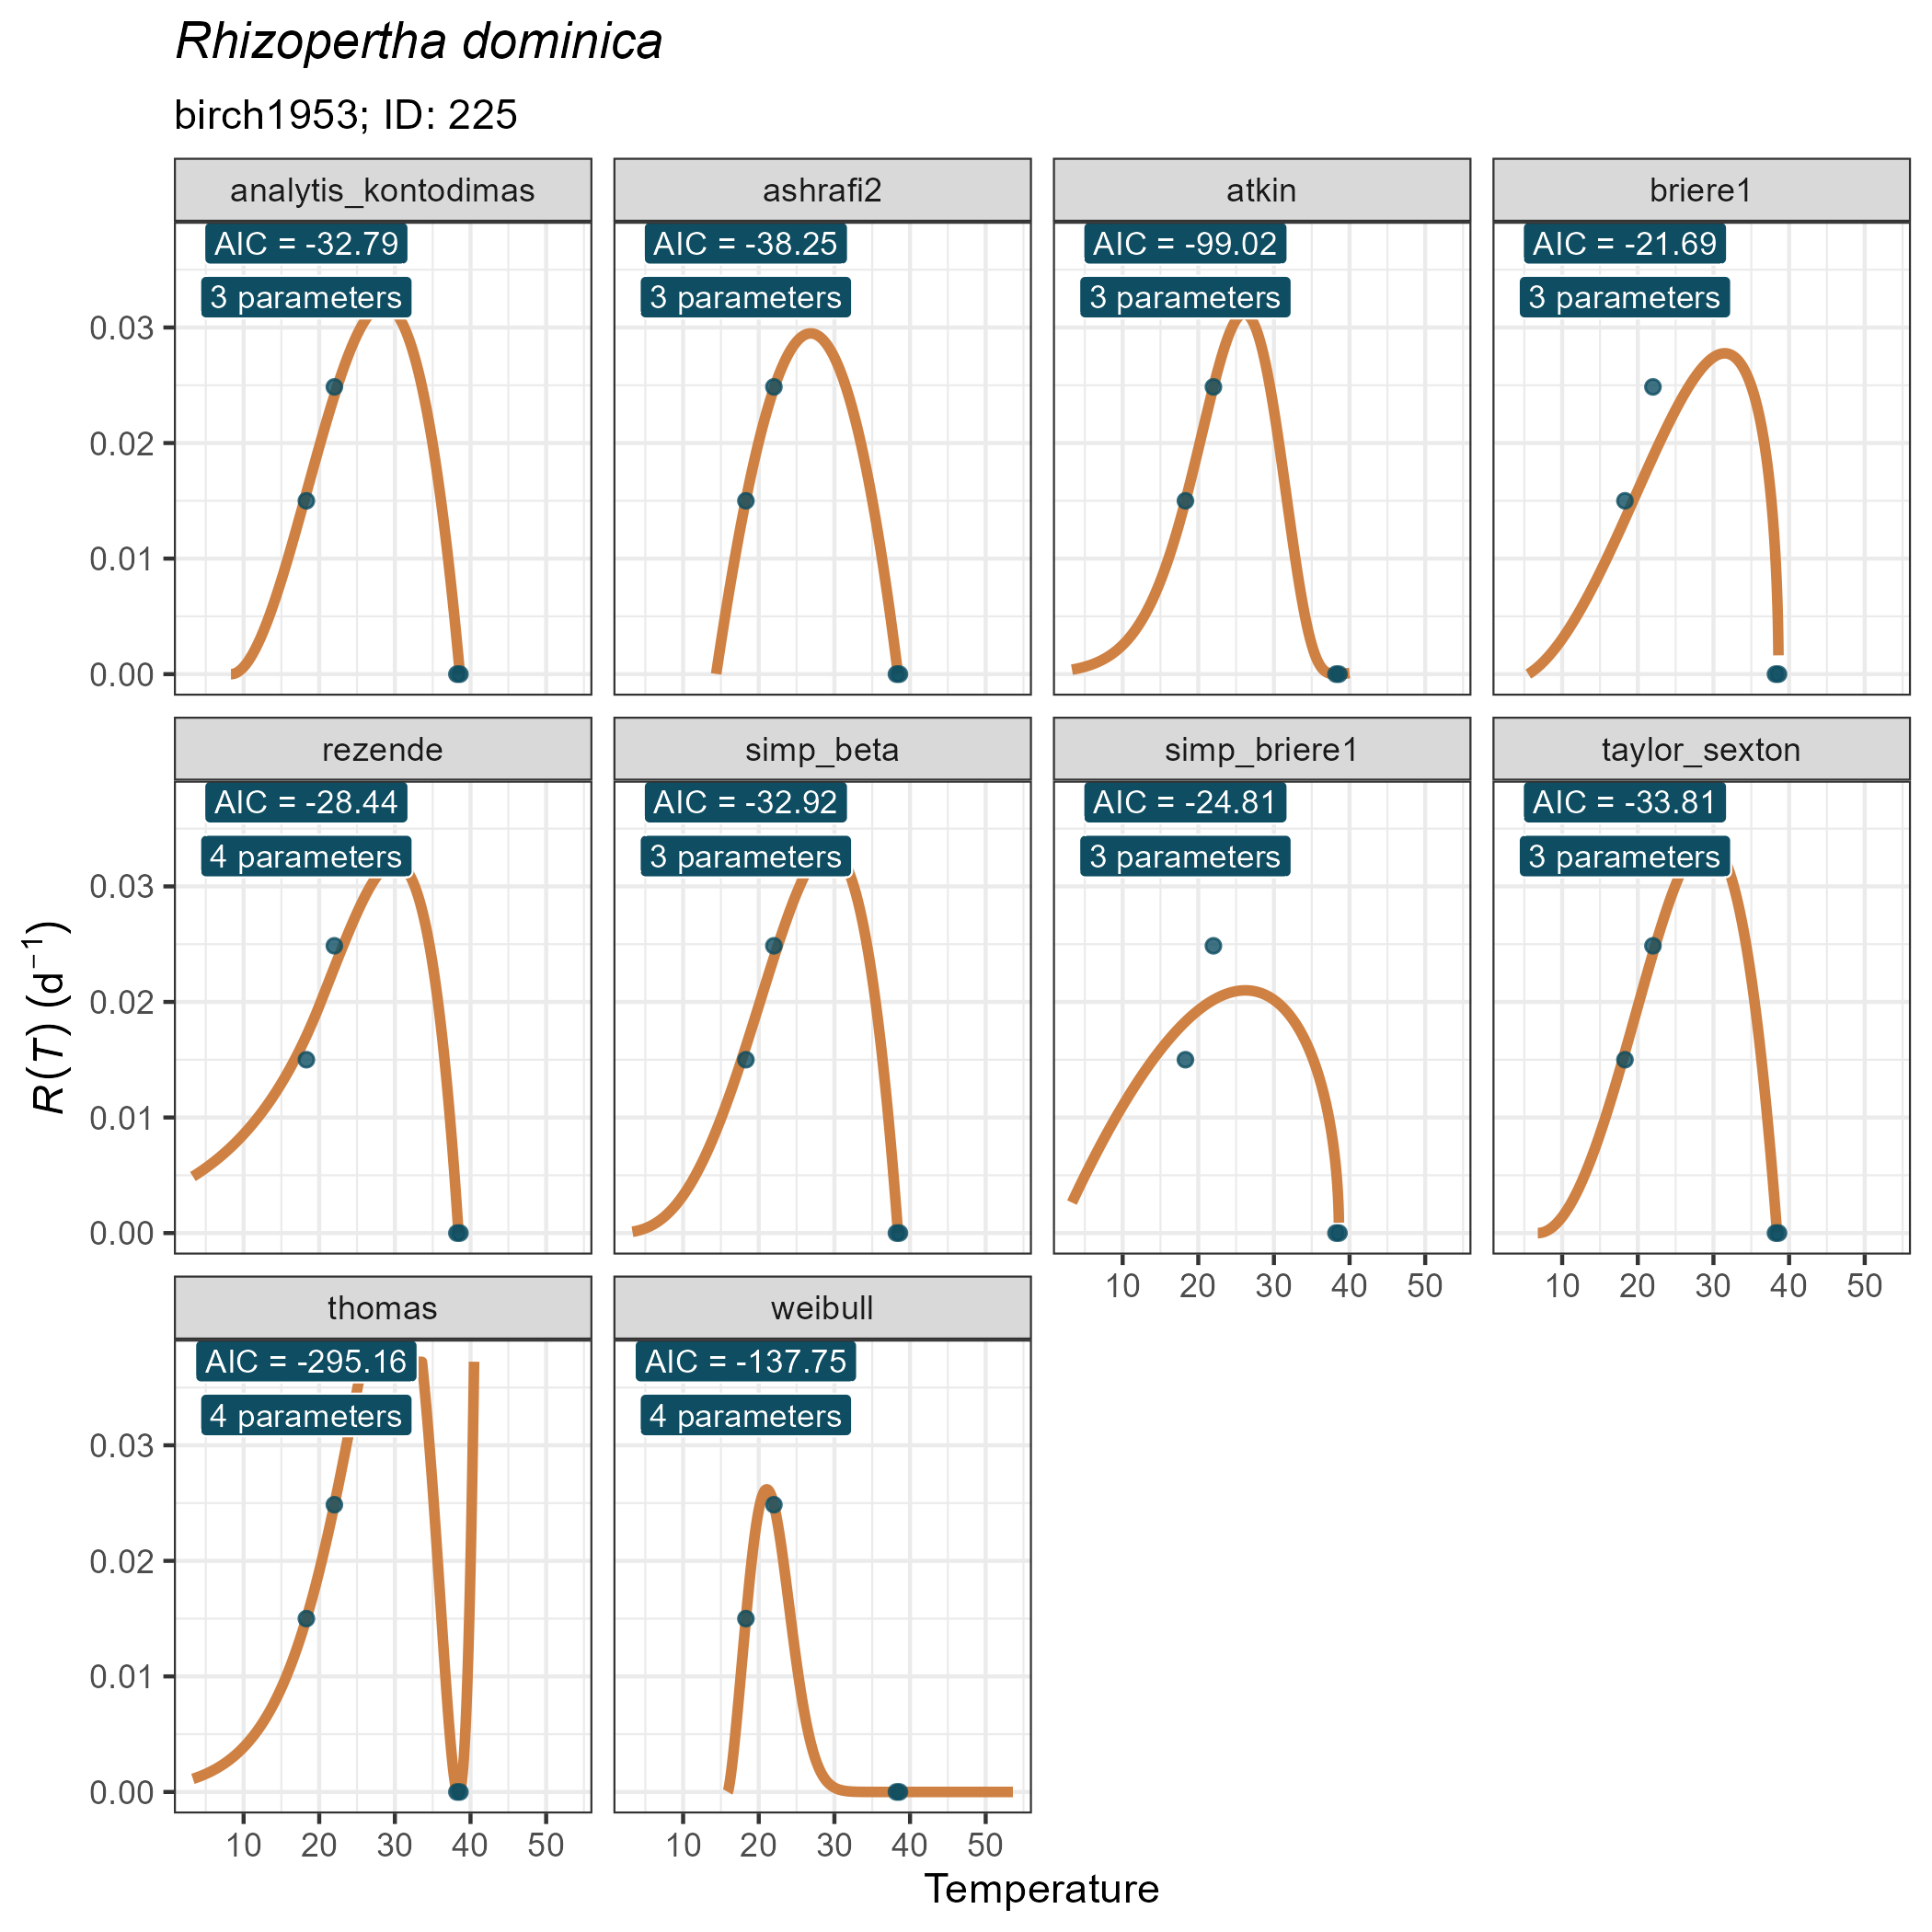 Rhizopertha dominica
birch1953; ID: 225
analytis_kontodimas ashrafi2 atkin briere1
AIC = -32.79 AIC = -38.25 AIC = -99.02 AIC = -21.69
3 parameters 3 parameters 3 parameters 3 parameters
0.03
0.02
0.01
0.00
rezende simp_beta simp_briere1 taylor_sexton
AIC = -28.44 AIC = -32.92 AIC = -24.81 AIC = -33.81
4 parameters 3 parameters 3 parameters 3 parameters
0.03
0.02
0.01
0.00
10 20 30 40 50 10 20 30 40 50
R(T) (d⁻¹)
thomas weibull
AIC = -295.16 AIC = -137.75
4 parameters 4 parameters
0.03
0.02
0.01
0.00
10 20 30 40 50 10 20 30 40 50
Temperature